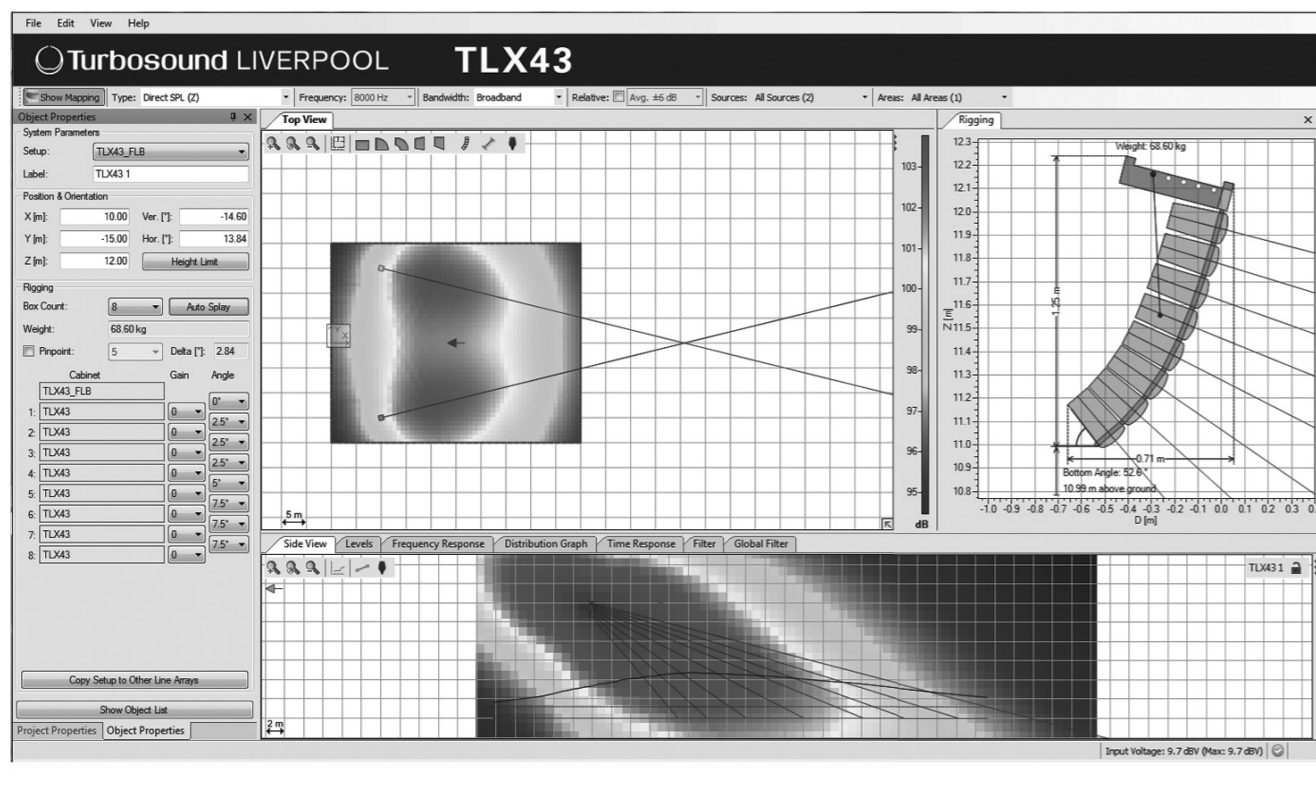 File Edit View Help
Turbosound LIVERPOOL TLX43
Show Mapping Type: Direct SPL (Z) Frequency: 8000 Hz Bandwidth: Broadband Relative: Avg. ±6 dB Sources: All Sources (2) Areas: All Areas (1)
Object Properties
System Parameters
Setup: TLX43_FLB
Label: TLX43 1
Position & Orientation
X [m]: 10.00 Ver. [°]: -14.60
Y [m]: -15.00 Hor. [°]: 13.84
Z [m]: 12.00 Height Limit
Rigging
Box Count: 8 Auto Splay
Weight: 68.60 kg
Pinpoint: 5 Delta [°]: 2.84
Cabinet Gain Angle
TLX43_FLB
0°
1: TLX43 0
2.5°
2: TLX43 0
2.5°
3: TLX43 0
2.5°
4: TLX43 0
5°
5: TLX43 0
7.5°
6: TLX43 0
7.5°
7: TLX43 0
7.5°
8: TLX43 0
Copy Setup to Other Line Arrays
Show Object List
Project Properties Object Properties
Top View
Y
X
5 m
103
102
101
100
99
98
97
96
95
dB
Rigging
Weight: 68.60 kg
12.3
12.2
12.1
12.0
11.9
11.8
11.7
11.6
11.5
11.4
11.3
11.2
11.1
11.0
10.9
10.8
Z [m]
1.25 m
0.71 m
Bottom Angle: 52.6°
10.99 m above ground
-1.0 -0.9 -0.8 -0.7 -0.6 -0.5 -0.4 -0.3 -0.2 -0.1 0.0 0.1 0.2 0.3
D [m]
Side View Levels Frequency Response Distribution Graph Time Response Filter Global Filter
TLX43 1
2 m
Input Voltage: 9.7 dBV (Max: 9.7 dBV)